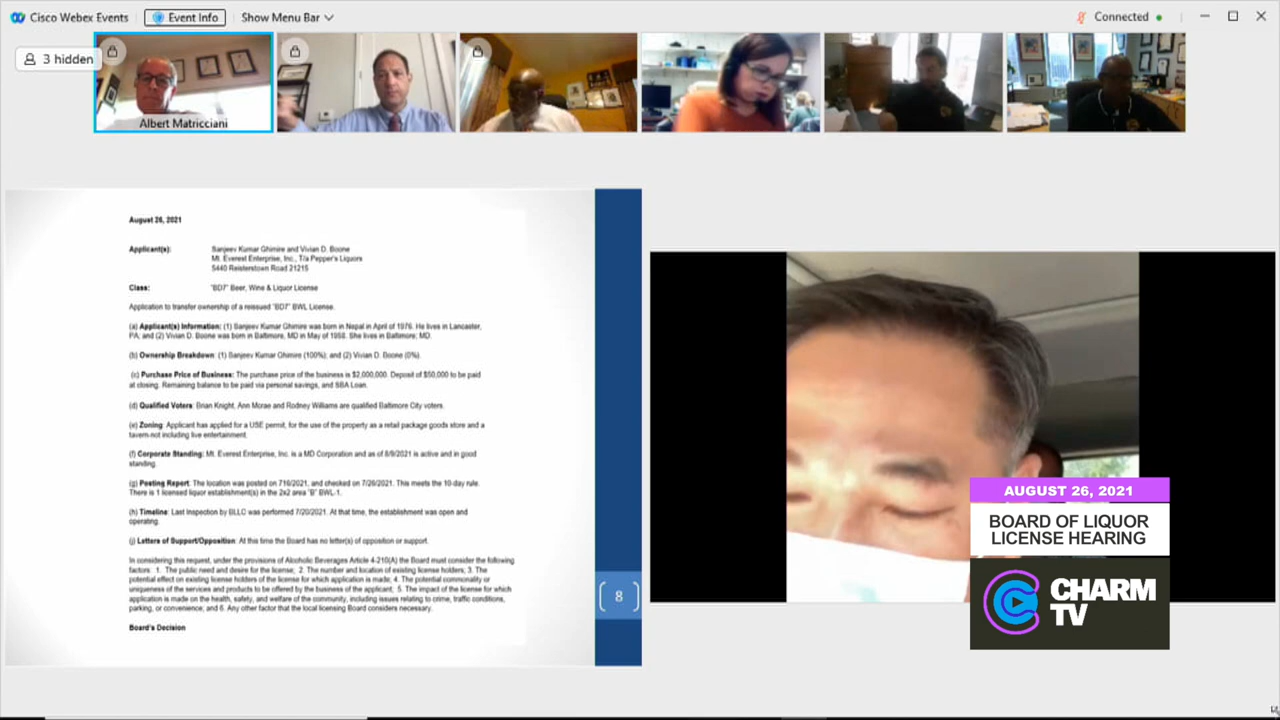 Cisco Webex Events
Event Info
Show Menu Bar
Connected
3 hidden
Albert Matricciani
August 26, 2021
Applicant(s):
Sanjeev Kumar Ghimire and Vivian D. Boone
Mt. Everest Enterprise, Inc., T/a Pepper's Liquors
5440 Reisterstown Road 21215
Class:
"BD7" Beer, Wine & Liquor License
Application to transfer ownership of a reissued "BD7" BWL License.
(a) Applicant(s) Information: (1) Sanjeev Kumar Ghimire was born in Nepal in April of 1976. He lives in Lancaster,
PA; and (2) Vivian D. Boone was born in Baltimore, MD in May of 1958. She lives in Baltimore; MD.
(b) Ownership Breakdown: (1) Sanjeev Kumar Ghimire (100%); and (2) Vivian D. Boone (0%).
(c) Purchase Price of Business: The purchase price of the business is $2,000,000. Deposit of $50,000 to be paid
at closing. Remaining balance to be paid via personal savings, and SBA Loan.
(d) Qualified Voters: Brian Knight, Ann Mcrae and Rodney Williams are qualified Baltimore City voters.
(e) Zoning: Applicant has applied for a USE permit, for the use of the property as a retail package goods store and a
tavern-not including live entertainment.
(f) Corporate Standing: Mt. Everest Enterprise, Inc. is a MD Corporation and as of 8/9/2021 is active and in good
standing.
(g) Posting Report: The location was posted on 716/2021, and checked on 7/26/2021. This meets the 10-day rule.
There is 1 licensed liquor establishment(s) in the 2x2 area "B" BWL-1.
(h) Timeline: Last Inspection by BLLC was performed 7/20/2021. At that time, the establishment was open and
operating.
(j) Letters of Support/Opposition: At this time the Board has no letter(s) of opposition or support.
In considering this request, under the provisions of Alcoholic Beverages Article 4-210(A) the Board must consider the following
factors: 1. The public need and desire for the license; 2. The number and location of existing license holders; 3. The
potential effect on existing license holders of the license for which application is made; 4. The potential commonality or
uniqueness of the services and products to be offered by the business of the applicant; 5. The impact of the license for which
application is made on the health, safety, and welfare of the community, including issues relating to crime, traffic conditions,
parking, or convenience; and 6. Any other factor that the local licensing Board considers necessary.
Board's Decision
8
AUGUST 26, 2021
BOARD OF LIQUOR
LICENSE HEARING
CHARM
TV